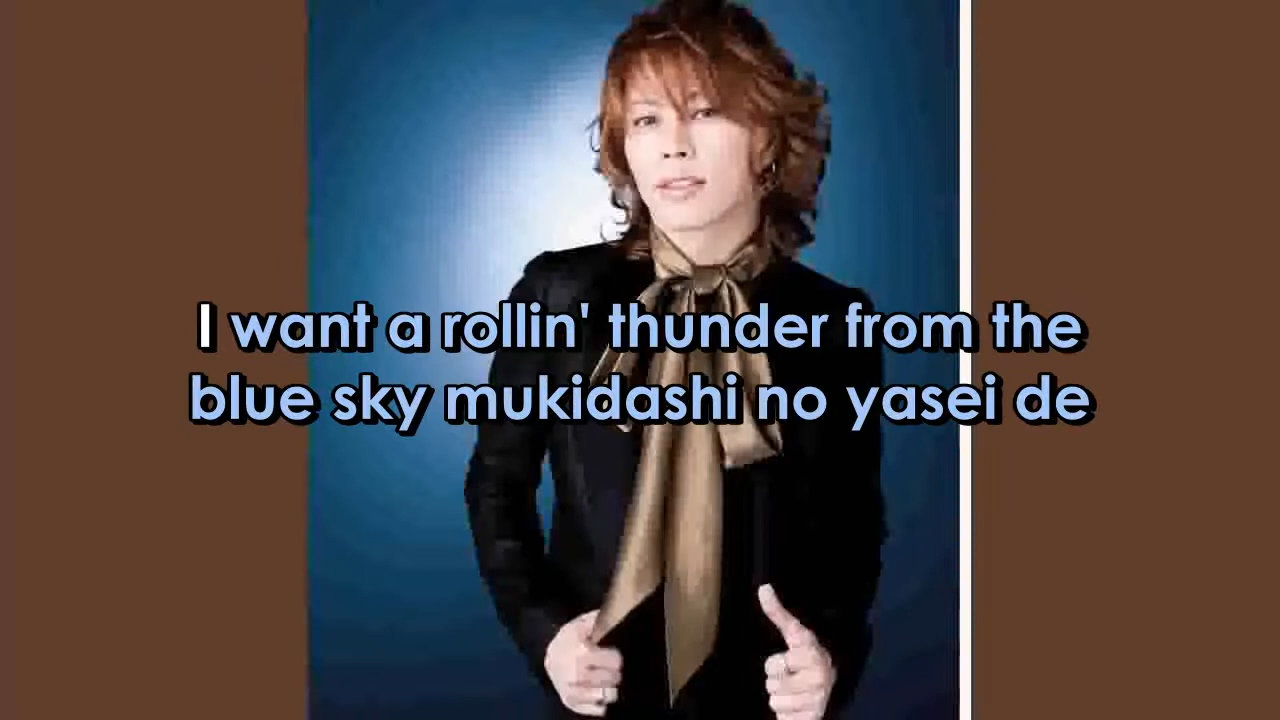 I want a rollin' thunder from the
blue sky mukidashi no yasei de